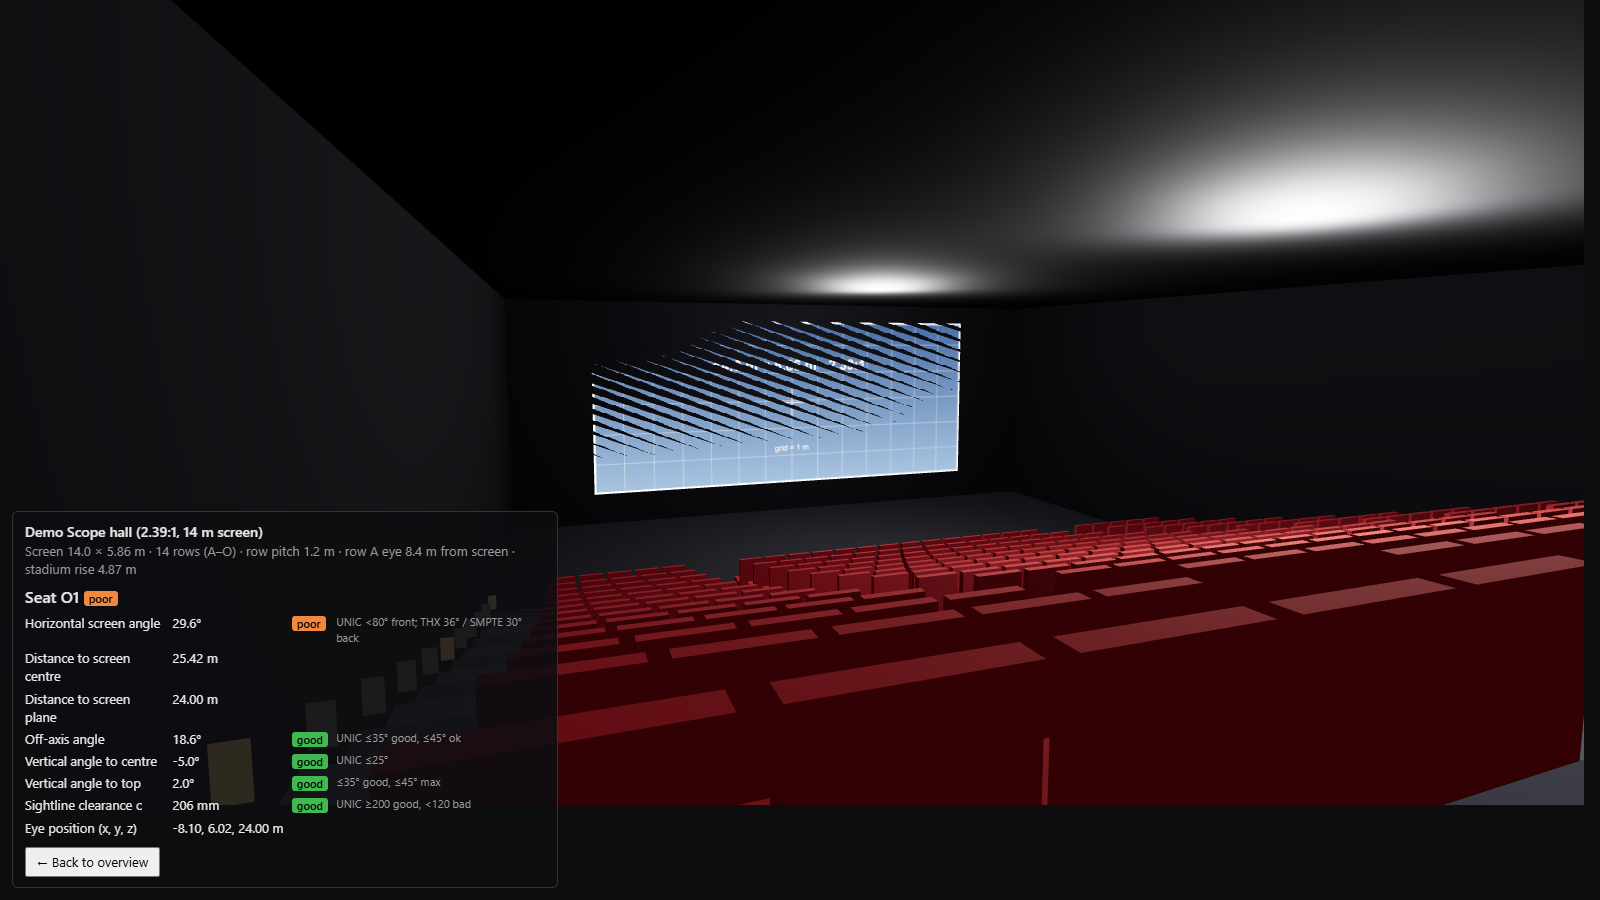 grid = 1 m
Demo Scope hall (2.39:1, 14 m screen)
Screen 14.0 × 5.86 m · 14 rows (A–O) · row pitch 1.2 m · row A eye 8.4 m from screen ·
stadium rise 4.87 m
Seat O1 poor
Horizontal screen angle 29.6° poor UNIC <80° front; THX 36° / SMPTE 30°
back
Distance to screen 25.42 m
centre
Distance to screen 24.00 m
plane
Off-axis angle 18.6° good UNIC ≤35° good, ≤45° ok
Vertical angle to centre -5.0° good UNIC ≤25°
Vertical angle to top 2.0° good ≤35° good, ≤45° max
Sightline clearance c 206 mm good UNIC ≥200 good, <120 bad
Eye position (x, y, z) -8.10, 6.02, 24.00 m
← Back to overview